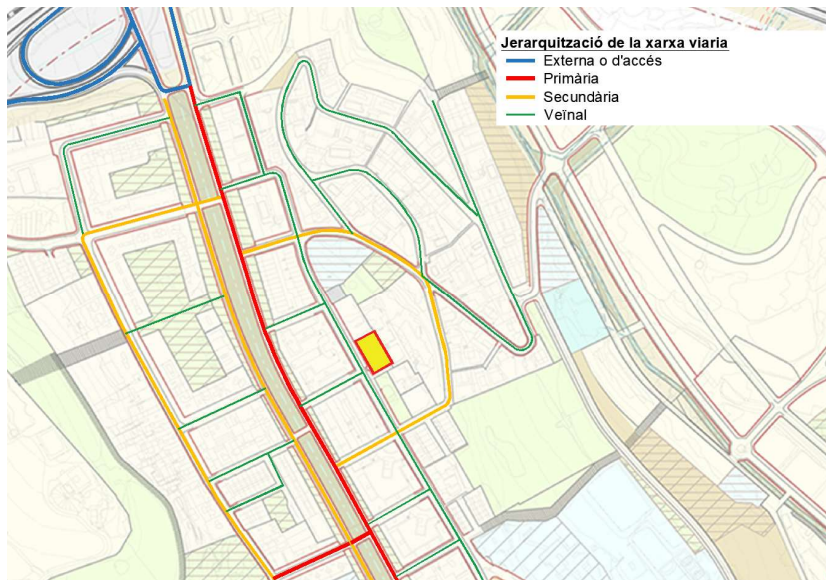 Jerarquització de la xarxa viaria
Externa o d'accés
Primària
Secundària
Veïnal